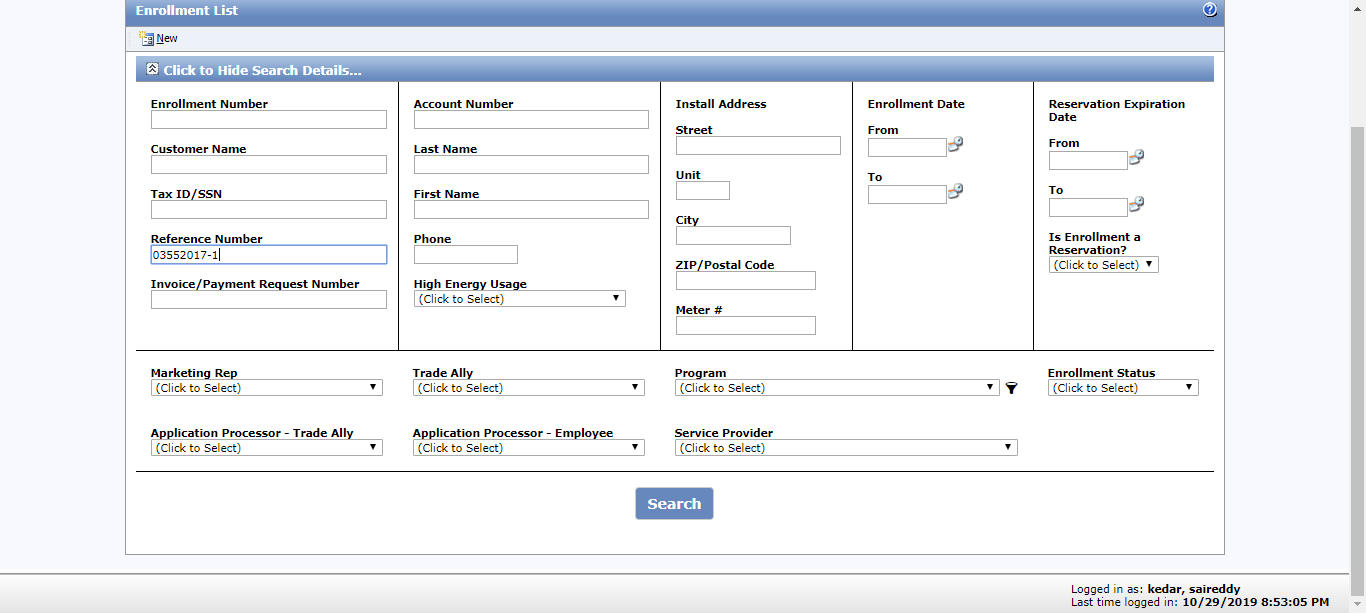 Enrollment List
New
Click to Hide Search Details...
Enrollment Number
Customer Name
Tax ID/SSN
Reference Number
03552017-1
Invoice/Payment Request Number
Account Number
Last Name
First Name
Phone
High Energy Usage
(Click to Select)
Install Address
Street
Unit
City
ZIP/Postal Code
Meter #
Enrollment Date
From
To
Reservation Expiration
Date
From
To
Is Enrollment a
Reservation?
(Click to Select)
Marketing Rep
(Click to Select)
Trade Ally
(Click to Select)
Program
(Click to Select)
Enrollment Status
(Click to Select)
Application Processor - Trade Ally
(Click to Select)
Application Processor - Employee
(Click to Select)
Service Provider
(Click to Select)
Search
Logged in as: kedar, saireddy
Last time logged in: 10/29/2019 8:53:05 PM